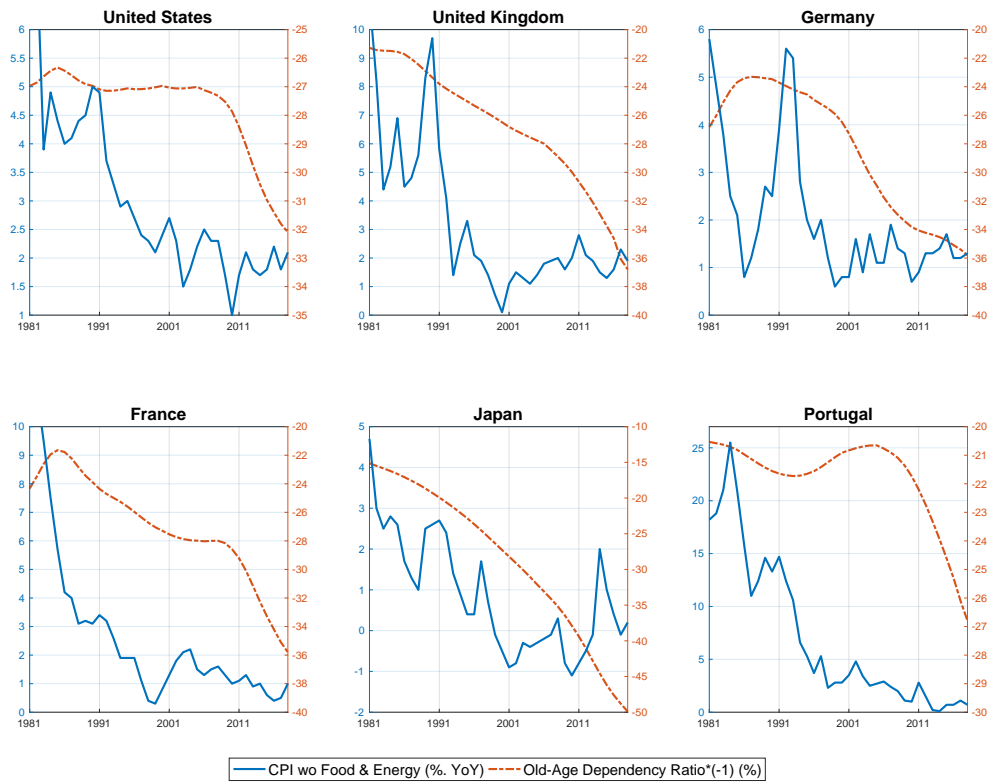 United States
United Kingdom
Germany
6 -25 10 -20 6 -20
5.5 -26 9 -22 -22
5 -27 8 -24 5 -24
4.5 -28 7 -26 4 -26
4 -29 6 -28 -28
3.5 -30 5 -30 3 -30
3 -31 4 -32 -32
2.5 -32 3 -34 2 -34
2 -33 2 -36 1 -36
1.5 -34 1 -38 -38
1 -35 0 -40 0 -40
1981 1991 2001 2011 1981 1991 2001 2011 1981 1991 2001 2011
France
Japan
Portugal
10 -20 5 -10 -20
9 -22 4 -15 25 -21
8 -24 3 -20 -22
7 -26 2 -25 20 -23
6 -28 1 -30 -24
5 -30 0 -35 15 -25
4 -32 -1 -40 10 -26
3 -34 -2 -45 -27
2 -36 -50 5 -28
1 -38 -29
0 -40 0 -30
1981 1991 2001 2011 1981 1991 2001 2011 1981 1991 2001 2011
CPI wo Food & Energy (%. YoY) Old-Age Dependency Ratio*(-1) (%)